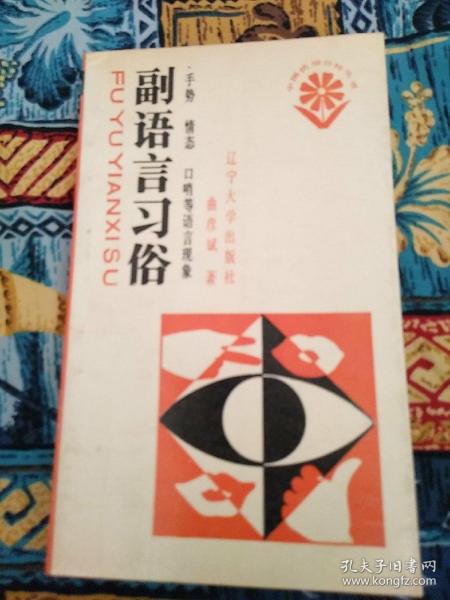 副语言习俗
FU YU YIANXI SU
·手势 情态 口哨等语言现象
辽宁大学出版社
曲彦斌 著
孔夫子旧书网
www.kongfz.com